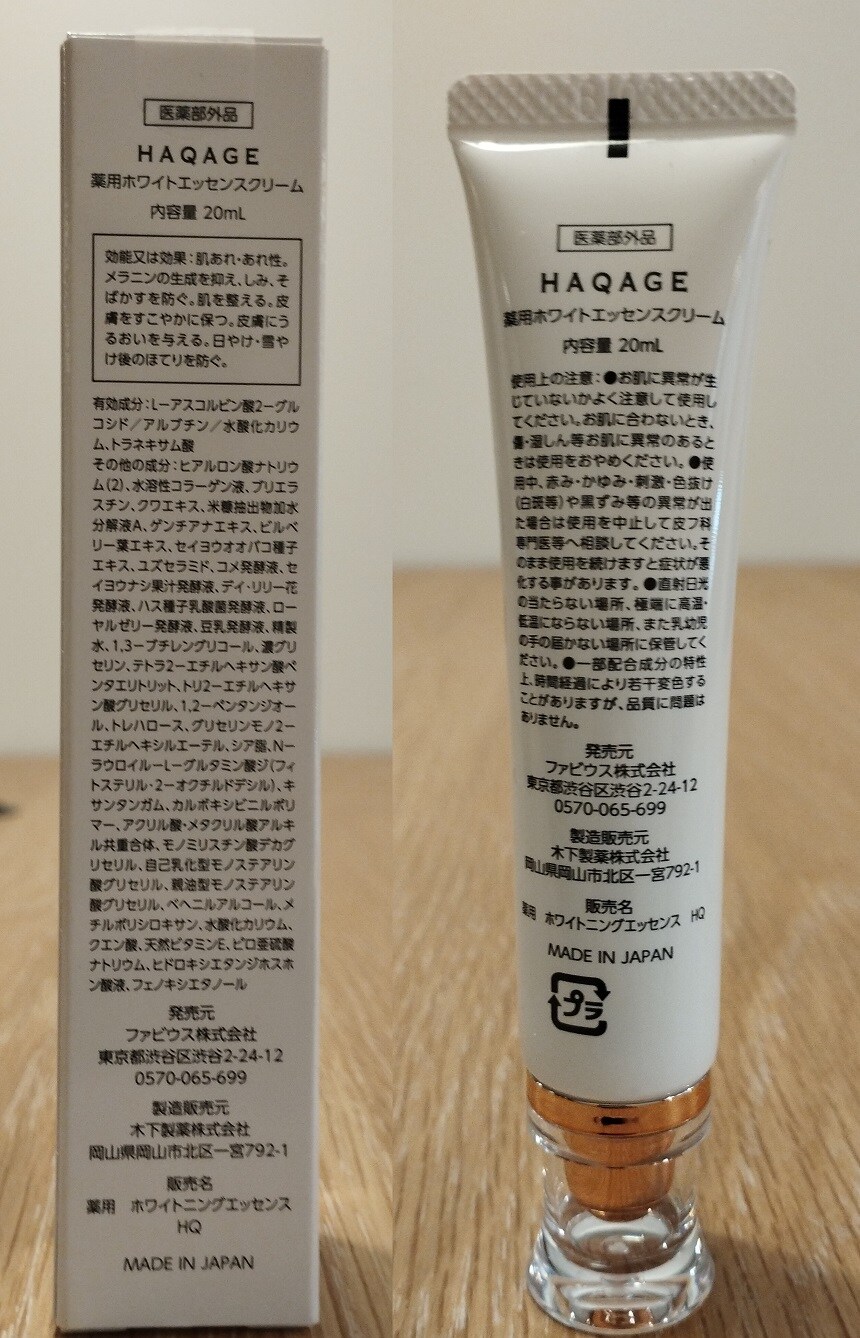 医薬部外品
HAQAGE
薬用ホワイトエッセンスクリーム
内容量 20mL
効能又は効果：肌あれ・あれ性。
メラニンの生成を抑え、しみ、そ
ばかすを防ぐ。肌を整える。皮
膚をすこやかに保つ。皮膚にう
るおいを与える。日やけ・雪や
け後のほてりを防ぐ。
有効成分：L－アスコルビン酸2－グル
コシド／アルブチン／水酸化カリウ
ム、トラネキサム酸
その他の成分：ヒアルロン酸ナトリウ
ム(2)、水溶性コラーゲン液、プリエラ
スチン、クワエキス、米糠抽出物加水
分解液A、ゲンチアナエキス、ビルベ
リー葉エキス、セイヨウオオバコ種子
エキス、ユズセラミド、コメ発酵液、セ
イヨウナシ果汁発酵液、デイ・リリー花
発酵液、ハス種子乳酸菌発酵液、ロー
ヤルゼリー発酵液、豆乳発酵液、精製
水、1,3－ブチレングリコール、濃グリ
セリン、テトラ2－エチルヘキサン酸ペ
ンタエリトリット、トリ2－エチルヘキサ
ン酸グリセリル、1,2－ペンタンジオー
ル、トレハロース、グリセリンモノ2－
エチルヘキシルエーテル、シア脂、N－
ラウロイル－L－グルタミン酸ジ(フィ
トステリル・2－オクチルドデシル)、キ
サンタンガム、カルボキシビニルポリ
マー、アクリル酸・メタクリル酸アルキ
ル共重合体、モノミリスチン酸デカグ
リセリル、自己乳化型モノステアリン
酸グリセリル、親油型モノステアリン
酸グリセリル、ベヘニルアルコール、メ
チルポリシロキサン、水酸化カリウム、
クエン酸、天然ビタミンE、ピロ亜硫酸
ナトリウム、ヒドロキシエタンジホスホ
ン酸液、フェノキシエタノール
発売元
ファビウス株式会社
東京都渋谷区渋谷2-24-12
0570-065-699
製造販売元
木下製薬株式会社
岡山県岡山市北区一宮792-1
販売名
薬用　ホワイトニングエッセンス
HQ
MADE IN JAPAN
医薬部外品
HAQAGE
薬用ホワイトエッセンスクリーム
内容量 20mL
使用上の注意：●お肌に異常が生
じていないかよく注意して使用し
てください。お肌に合わないとき、
傷・湿しん等お肌に異常のあると
きは使用をおやめください。●使
用中、赤み・かゆみ・刺激・色抜け
(白斑等)や黒ずみ等の異常が出
た場合は使用を中止して皮フ科
専門医等へ相談してください。そ
のまま使用を続けますと症状が悪
化する事があります。●直射日光
の当たらない場所、極端に高温・
低温にならない場所、また乳幼児
の手の届かない場所に保管してく
ださい。●一部配合成分の特性
上、時間経過により若干変色する
ことがありますが、品質に問題は
ありません。
発売元
ファビウス株式会社
東京都渋谷区渋谷2-24-12
0570-065-699
製造販売元
木下製薬株式会社
岡山県岡山市北区一宮792-1
販売名
薬用　ホワイトニングエッセンス　HQ
MADE IN JAPAN
プラ